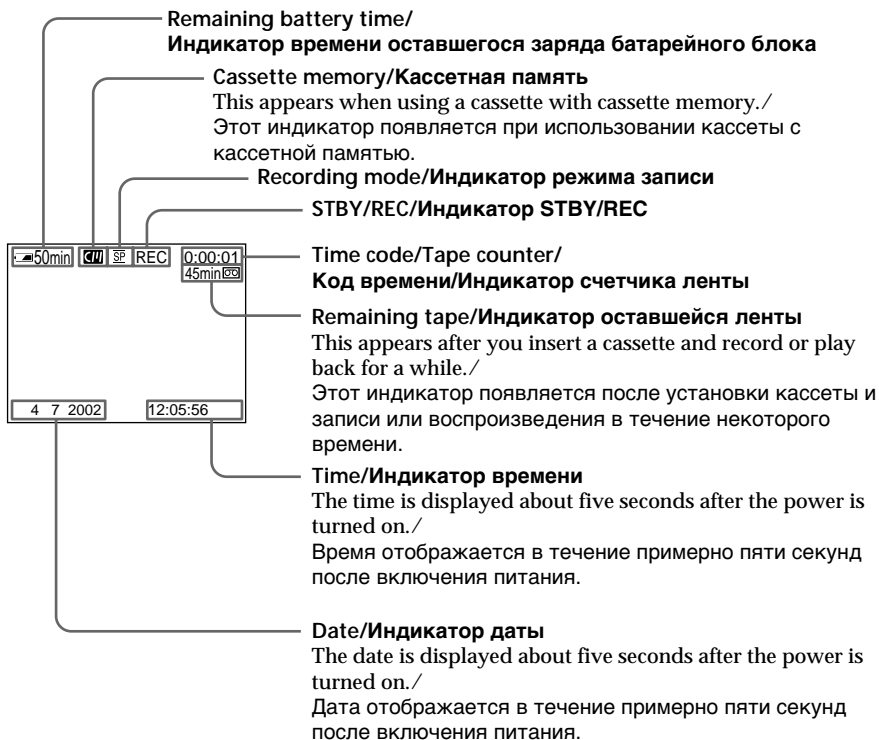 Remaining battery time/
Индикатор времени оставшегося заряда батарейного блока
Cassette memory/Кассетная память
This appears when using a cassette with cassette memory./
Этот индикатор появляется при использовании кассеты с
кассетной памятью.
Recording mode/Индикатор режима записи
STBY/REC/Индикатор STBY/REC
50min CM SP REC 0:00:01
45min
Time code/Tape counter/
Код времени/Индикатор счетчика ленты
Remaining tape/Индикатор оставшейся ленты
This appears after you insert a cassette and record or play
back for a while./
Этот индикатор появляется после установки кассеты и
записи или воспроизведения в течение некоторого
времени.
4 7 2002 12:05:56
Time/Индикатор времени
The time is displayed about five seconds after the power is
turned on./
Время отображается в течение примерно пяти секунд
после включения питания.
Date/Индикатор даты
The date is displayed about five seconds after the power is
turned on./
Дата отображается в течение примерно пяти секунд
после включения питания.